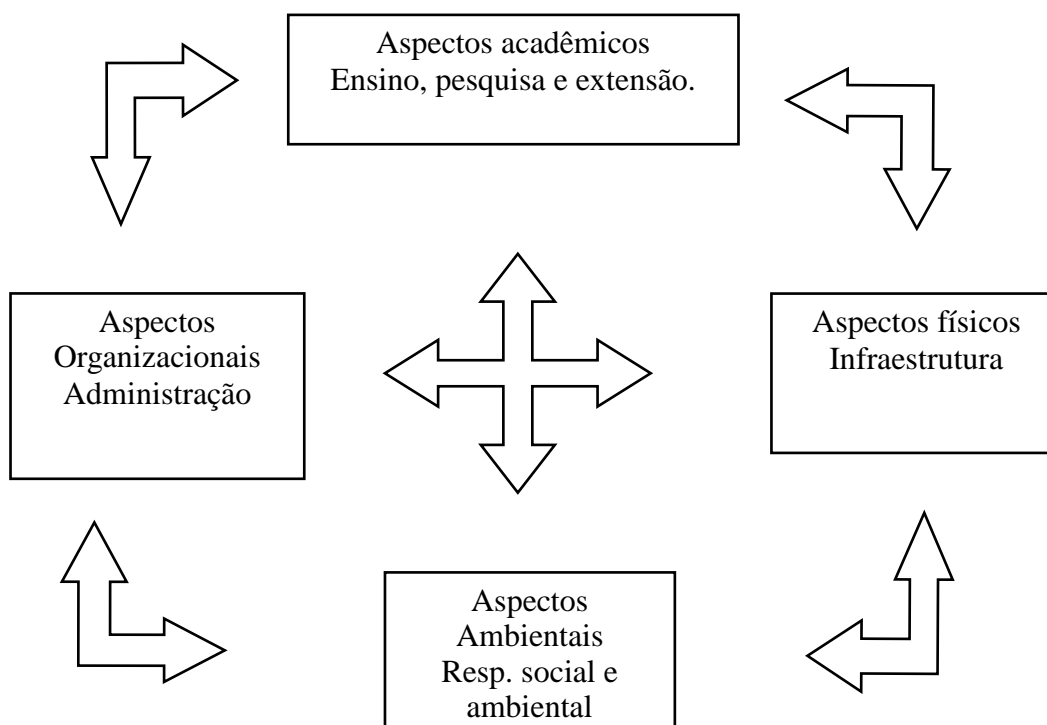 Aspectos acadêmicos
Ensino, pesquisa e extensão.
Aspectos
Organizacionais
Administração
Aspectos físicos
Infraestrutura
Aspectos
Ambientais
Resp. social e
ambiental